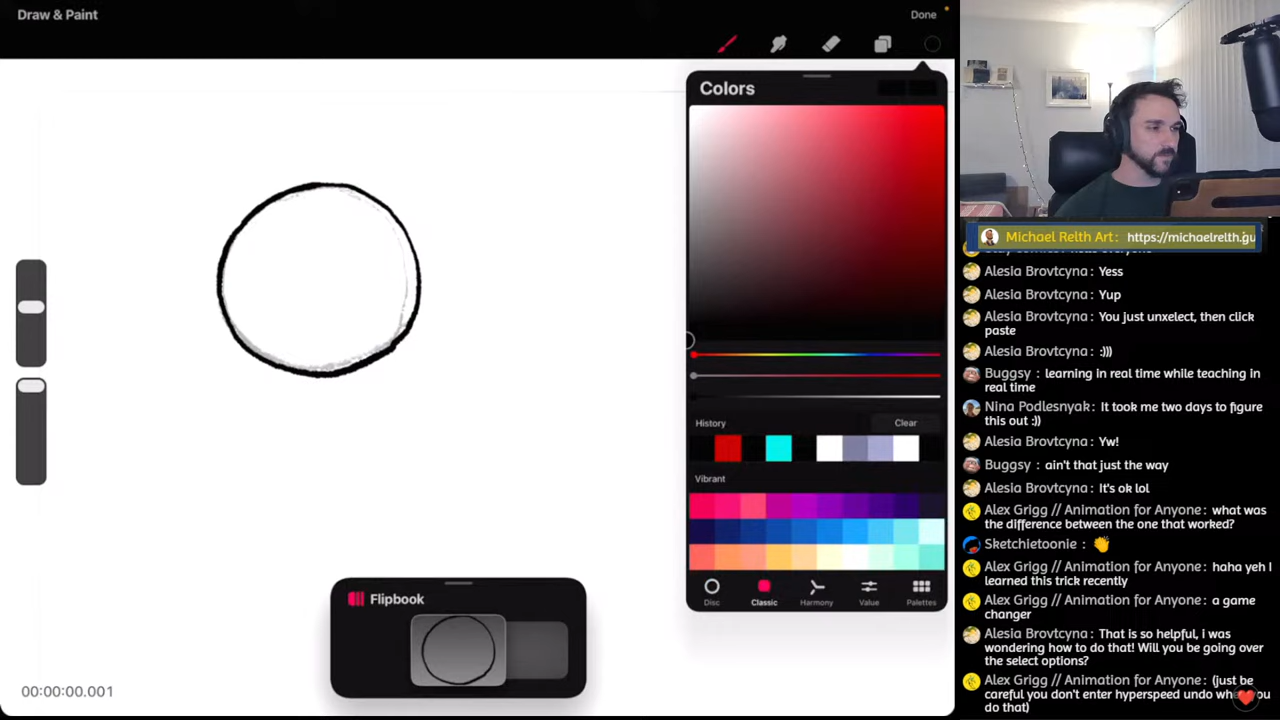 Draw & Paint
Done
Colors
History
Clear
Vibrant
Disc
Classic
Harmony
Value
Palettes
Flipbook
00:00:00.001
Michael Relth Art: https://michaelrelth.gu
Alesia Brovtcyna: Yess
Alesia Brovtcyna: Yup
Alesia Brovtcyna: You just unxelect, then click
paste
Alesia Brovtcyna: :)))
Buggsy: learning in real time while teaching in
real time
Nina Podlesnyak: It took me two days to figure
this out :))
Alesia Brovtcyna: Yw!
Buggsy: ain't that just the way
Alesia Brovtcyna: It's ok lol
Alex Grigg // Animation for Anyone: what was
the difference between the one that worked?
Sketchietoonie: 👏
Alex Grigg // Animation for Anyone: haha yeh I
learned this trick recently
Alex Grigg // Animation for Anyone: a game
changer
Alesia Brovtcyna: That is so helpful, i was
wondering how to do that! Will you be going over
the select options?
Alex Grigg // Animation for Anyone: (just be
careful you don't enter hyperspeed undo you
do that)